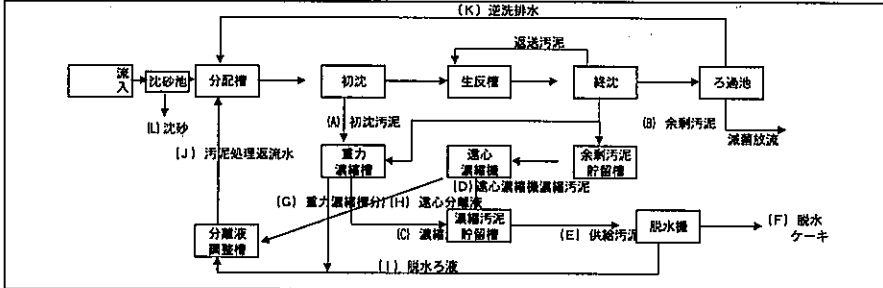 (K) 逆洗排水
返送汚泥
流
入
沈砂池
分配槽
初沈
生反槽
終沈
ろ過池
(L) 沈砂
(A) 初沈汚泥
(B) 余剰汚泥
滅菌放流
(J) 汚泥処理返流水
重力
濃縮槽
遠心
濃縮機
余剰汚泥
貯留槽
(D) 遠心濃縮機濃縮汚泥
(G) 重力濃縮槽分
(H) 遠心分離液
分離液
調整槽
(C) 濃縮
濃縮汚泥
貯留槽
(E) 供給汚泥
脱水機
(F) 脱水
ケーキ
(I) 脱水ろ液